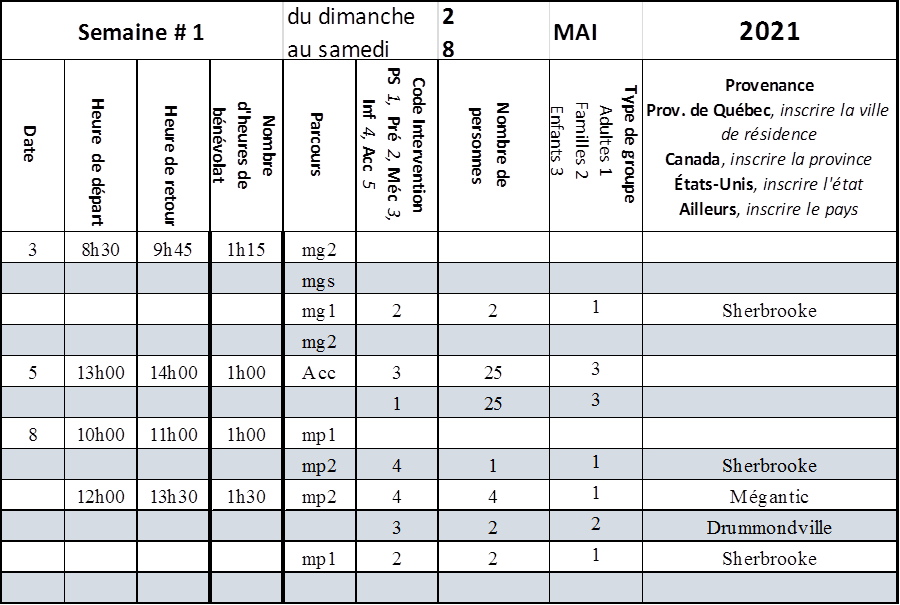 Semaine # 1 du dimanche 2 MAI 2021
au samedi 8
Date
Heure de départ
Heure de retour
Nombre
d'heures de
bénévolat
Parcours
Code Intervention
PS 1, Pré 2, Méc 3,
Inf 4, Acc 5
Nombre de
personnes
Type de groupe
Adultes 1
Familles 2
Enfants 3
Provenance
Prov. de Québec, inscrire la ville
de résidence
Canada, inscrire la province
États-Unis, inscrire l'état
Ailleurs, inscrire le pays
3 8h30 9h45 1h15 mg2
mgs
mg1 2 2 1 Sherbrooke
mg2
5 13h00 14h00 1h00 Acc 3 25 3
1 25 3
8 10h00 11h00 1h00 mp1
mp2 4 1 1 Sherbrooke
12h00 13h30 1h30 mp2 4 4 1 Mégantic
3 2 2 Drummondville
mp1 2 2 1 Sherbrooke